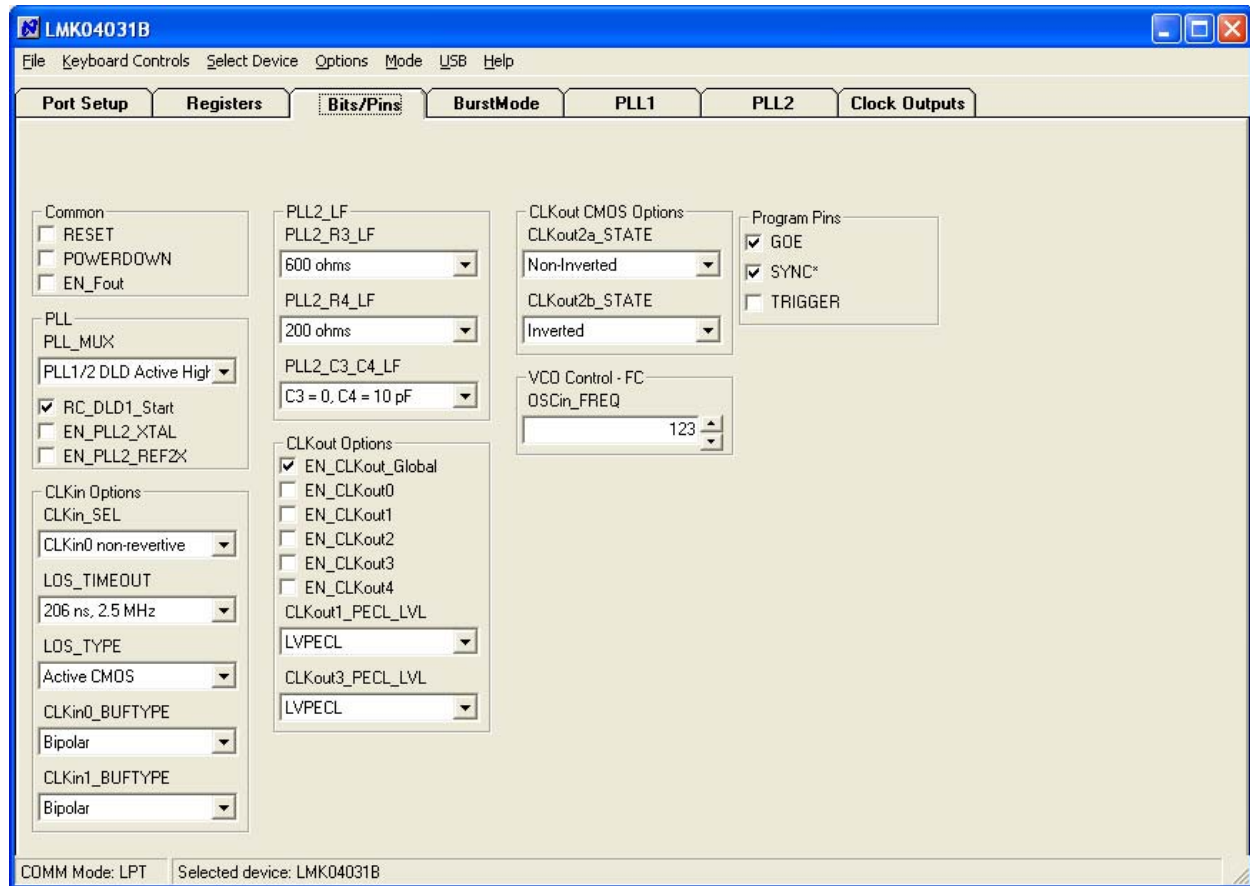 LMK04031B
File Keyboard Controls Select Device Options Mode USB Help
Port Setup Registers Bits/Pins BurstMode PLL1 PLL2 Clock Outputs
Common
RESET
POWERDOWN
EN_Fout
PLL
PLL_MUX
PLL1/2 DLD Active High
RC_DLD1_Start
EN_PLL2_XTAL
EN_PLL2_REF2X
CLKin Options
CLKin_SEL
CLKin0 non-revertive
LOS_TIMEOUT
206 ns, 2.5 MHz
LOS_TYPE
Active CMOS
CLKin0_BUFTYPE
Bipolar
CLKin1_BUFTYPE
Bipolar
PLL2_LF
PLL2_R3_LF
600 ohms
PLL2_R4_LF
200 ohms
PLL2_C3_C4_LF
C3 = 0, C4 = 10 pF
CLKout Options
EN_CLKout_Global
EN_CLKout0
EN_CLKout1
EN_CLKout2
EN_CLKout3
EN_CLKout4
CLKout1_PECL_LVL
LVPECL
CLKout3_PECL_LVL
LVPECL
CLKout CMOS Options
CLKout2a_STATE
Non-Inverted
CLKout2b_STATE
Inverted
VCO Control - FC
OSCin_FREQ
123
Program Pins
GOE
SYNC*
TRIGGER
COMM Mode: LPT Selected device: LMK04031B